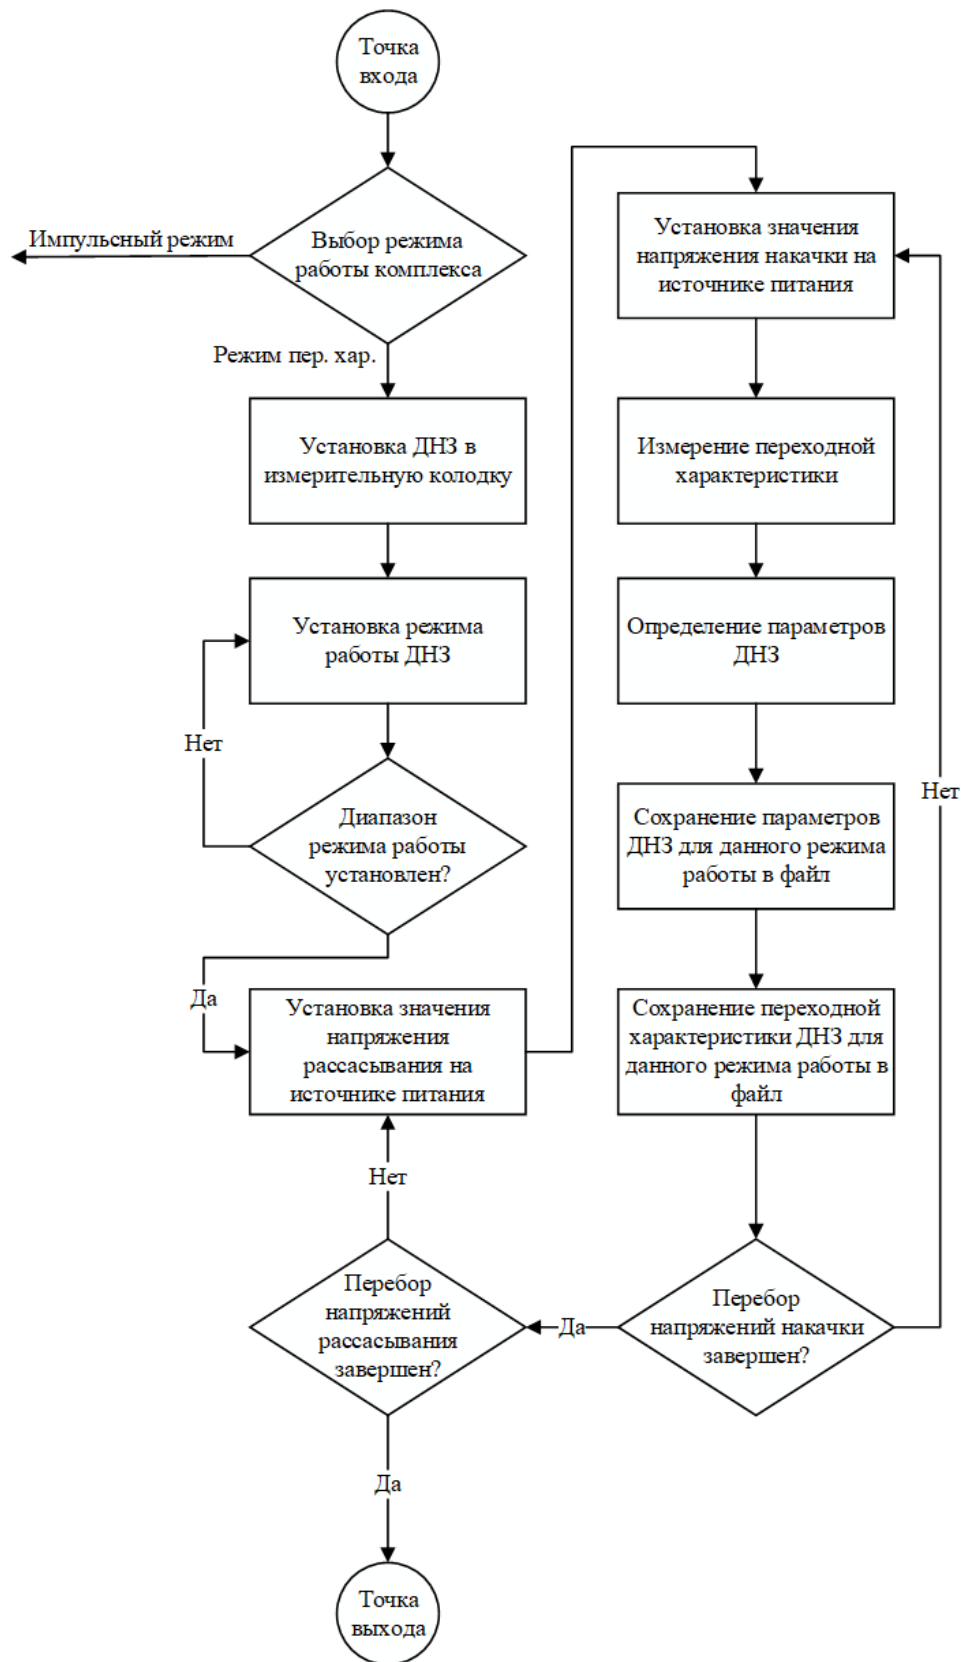 Точка
входа
Выбор режима
работы комплекса
Импульсный режим
Режим пер. хар.
Установка ДНЗ в
измерительную колодку
Установка режима
работы ДНЗ
Нет
Диапазон
режима работы
установлен?
Да
Установка значения
напряжения
рассасывания на
источнике питания
Установка значения
напряжения накачки на
источнике питания
Измерение переходной
характеристики
Определение параметров
ДНЗ
Сохранение параметров
ДНЗ для данного режима
работы в файл
Сохранение переходной
характеристики ДНЗ для
данного режима работы в
файл
Перебор
напряжений накачки
завершен?
Нет
Да
Перебор
напряжений
рассасывания
завершен?
Нет
Да
Точка
выхода